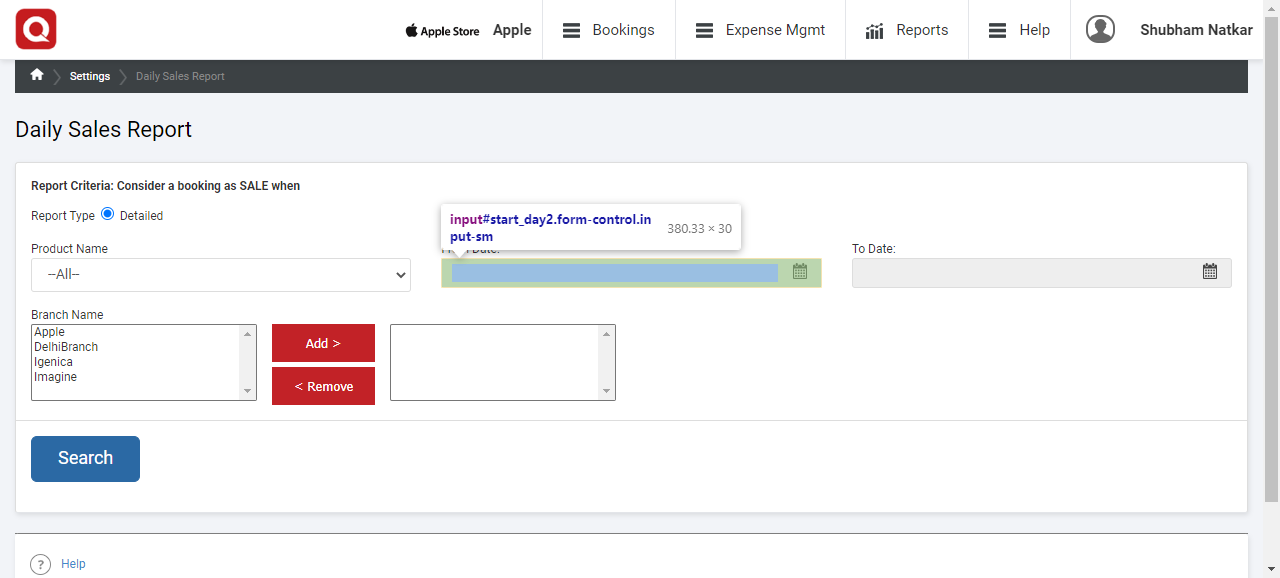 Apple Store Apple Bookings Expense Mgmt Reports Help Shubham Natkar
Settings Daily Sales Report
Daily Sales Report
Report Criteria: Consider a booking as SALE when
Report Type Detailed
input#start_day2.form-control.in
put-sm
380.33 × 30
Product Name
Date:
To Date:
--All--
Branch Name
Apple
DelhiBranch
Igenica
Imagine
Add >
< Remove
Search
? Help